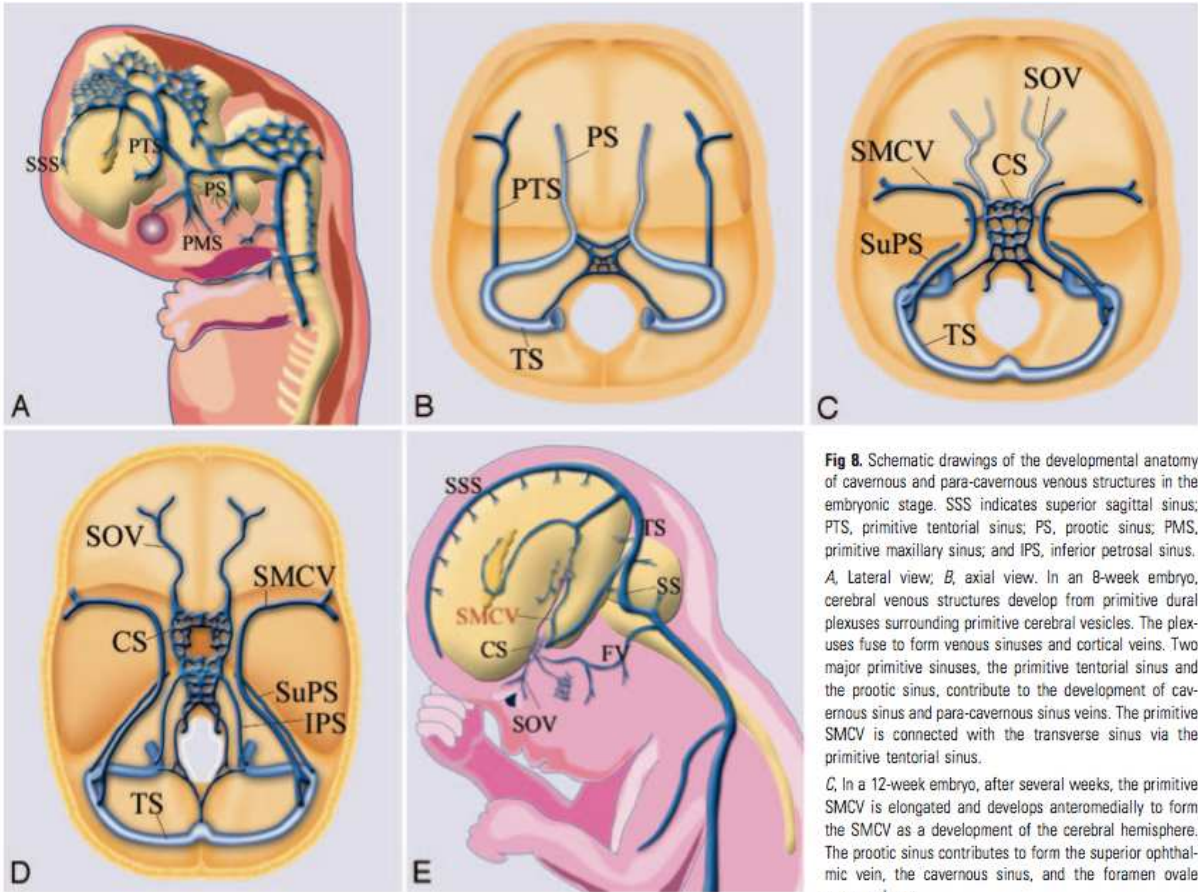 SSS
PTS
PS
PMS
A
PS
PTS
TS
B
SOV
SMCV
CS
SuPS
TS
C
SOV
SMCV
CS
SuPS
IPS
TS
D
SSS
TS
SS
SMCV
CS
FV
SOV
E
Fig 8. Schematic drawings of the developmental anatomy
of cavernous and para-cavernous venous structures in the
embryonic stage. SSS indicates superior sagittal sinus;
PTS, primitive tentorial sinus; PS, prootic sinus; PMS,
primitive maxillary sinus; and IPS, inferior petrosal sinus.
A, Lateral view; B, axial view. In an 8-week embryo,
cerebral venous structures develop from primitive dural
plexuses surrounding primitive cerebral vesicles. The plex-
uses fuse to form venous sinuses and cortical veins. Two
major primitive sinuses, the primitive tentorial sinus and
the prootic sinus, contribute to the development of cav-
ernous sinus and para-cavernous sinus veins. The primitive
SMCV is connected with the transverse sinus via the
primitive tentorial sinus.
C, In a 12-week embryo, after several weeks, the primitive
SMCV is elongated and develops anteromedially to form
the SMCV as a development of the cerebral hemisphere.
The prootic sinus contributes to form the superior ophthal-
mic vein, the cavernous sinus, and the foramen ovale